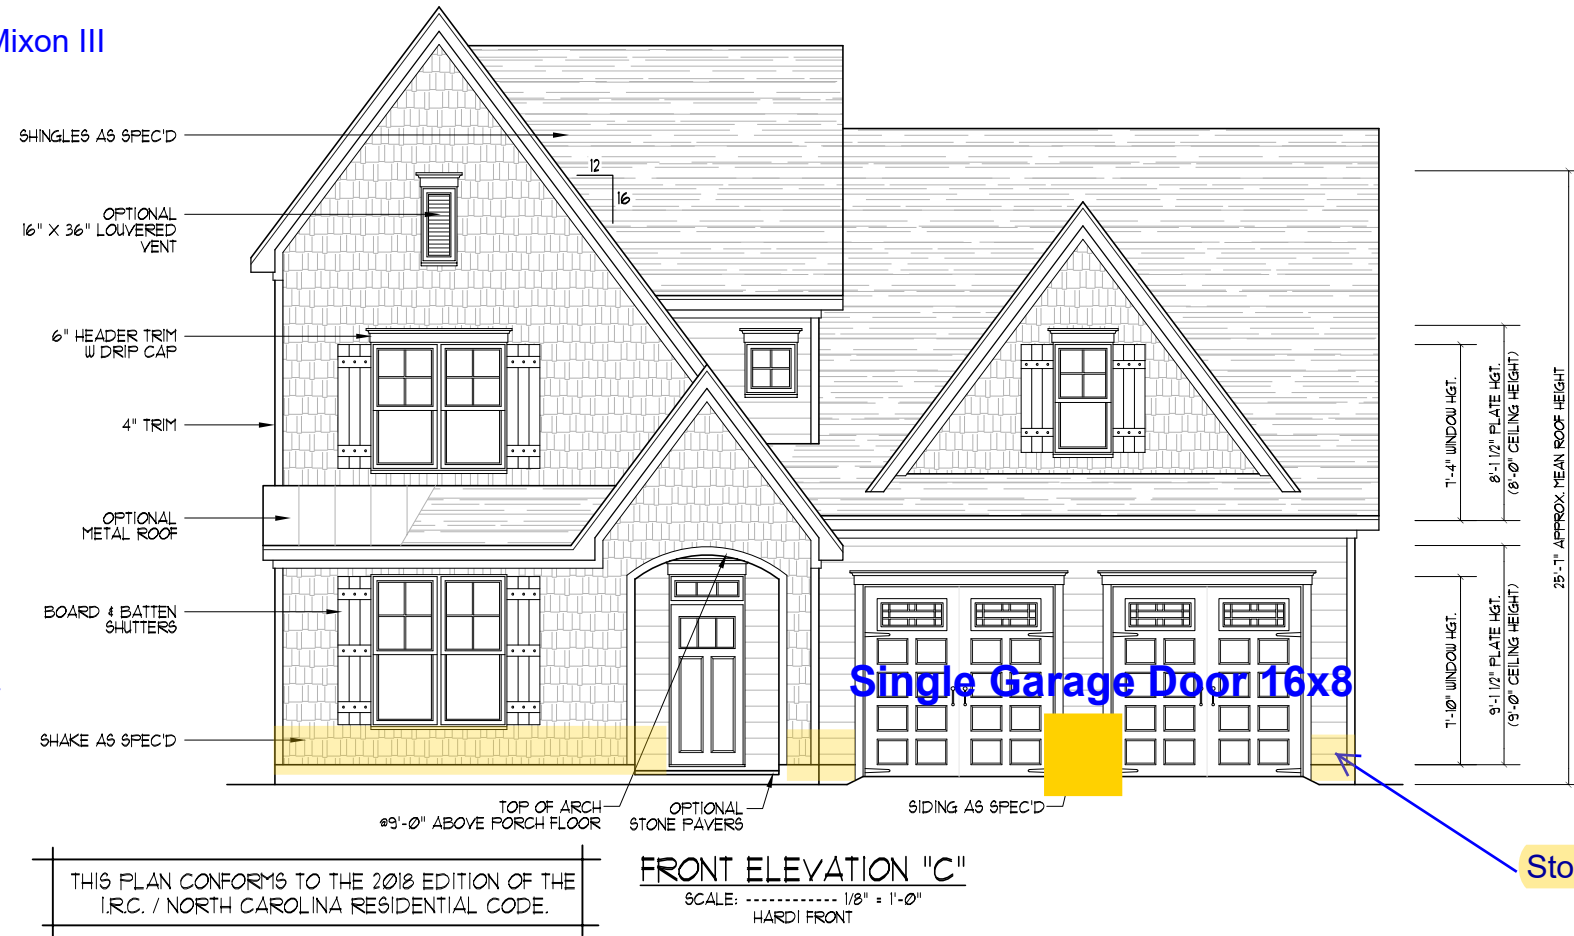 Mixon III
SHINGLES AS SPEC'D
12
16
OPTIONAL
16" X 36" LOUVERED
VENT
6" HEADER TRIM
W DRIP CAP
4" TRIM
OPTIONAL
METAL ROOF
BOARD & BATTEN
SHUTTERS
SHAKE AS SPEC'D
7'-4" WINDOW HGT.
8'-1 1/2" PLATE HGT.
(8'-0" CEILING HEIGHT)
25'-7" APPROX. MEAN ROOF HEIGHT
7'-10" WINDOW HGT.
9'-1 1/2" PLATE HGT.
(9'-0" CEILING HEIGHT)
Single Garage Door 16x8
TOP OF ARCH
@9'-0" ABOVE PORCH FLOOR
OPTIONAL
STONE PAVERS
SIDING AS SPEC'D
Sto
THIS PLAN CONFORMS TO THE 2018 EDITION OF THE
I.R.C. / NORTH CAROLINA RESIDENTIAL CODE.
FRONT ELEVATION "C"
SCALE: ------------ 1/8" = 1'-0"
HARDI FRONT